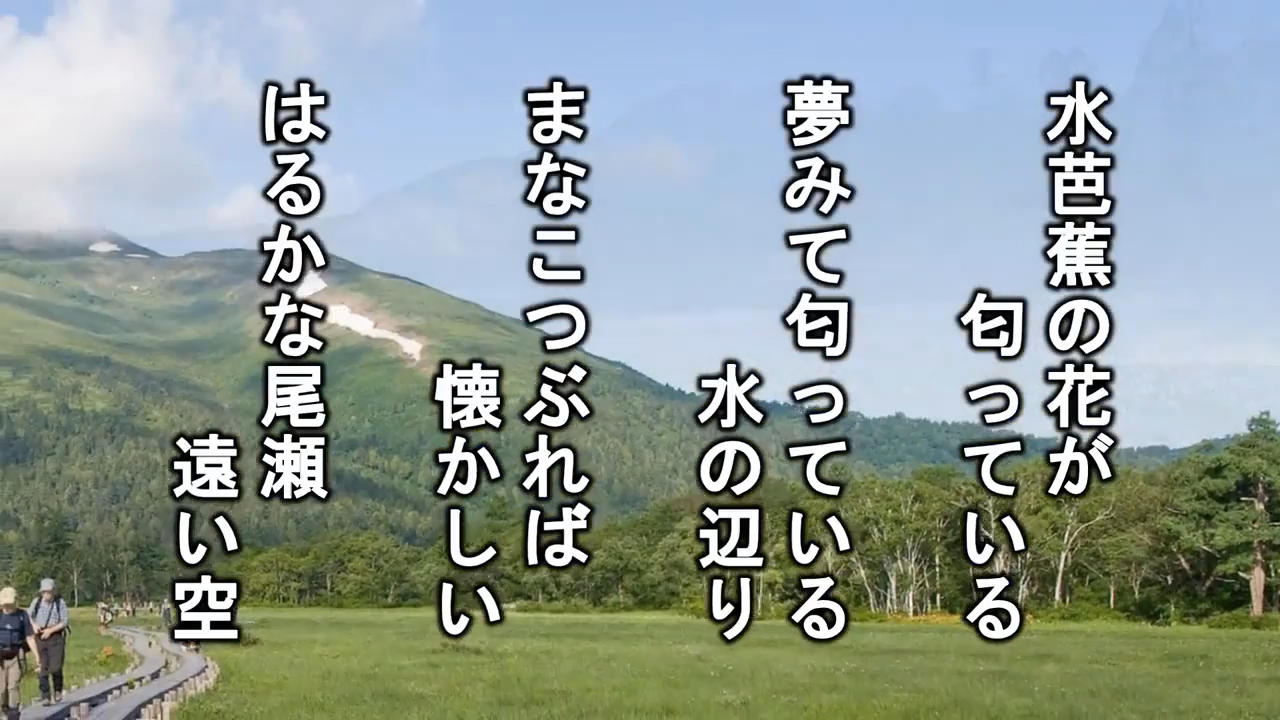 水芭蕉の花が
匂っている
夢みて匂っている
水の辺り
まなこつぶれば
懐かしい
はるかな尾瀬
遠い空